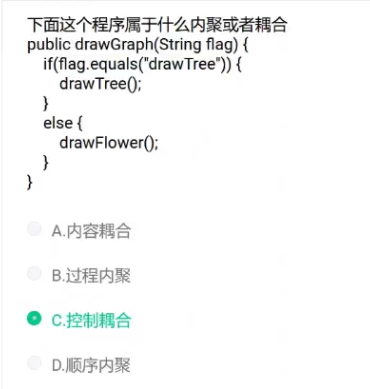 下面这个程序属于什么内聚或者耦合
public drawGraph(String flag) {
if(flag.equals("drawTree")) {
drawTree();
}
else {
drawFlower();
}
}
A.内容耦合
B.过程内聚
C.控制耦合
D.顺序内聚